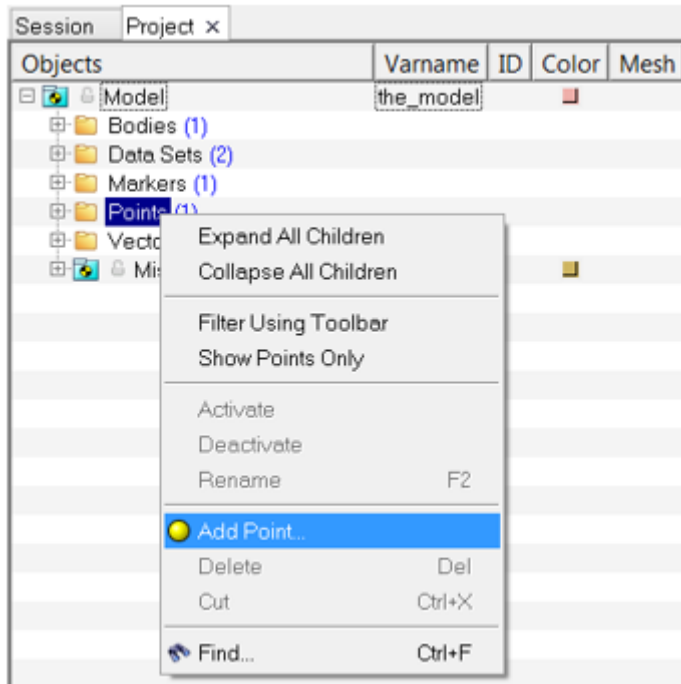 Session Project ×
Objects Varname ID Color Mesh
Model the_model
Bodies (1)
Data Sets (2)
Markers (1)
Points (1)
Expand All Children
Collapse All Children
Filter Using Toolbar
Show Points Only
Activate
Deactivate
Rename F2
Add Point...
Delete Del
Cut Ctrl+X
Find... Ctrl+F